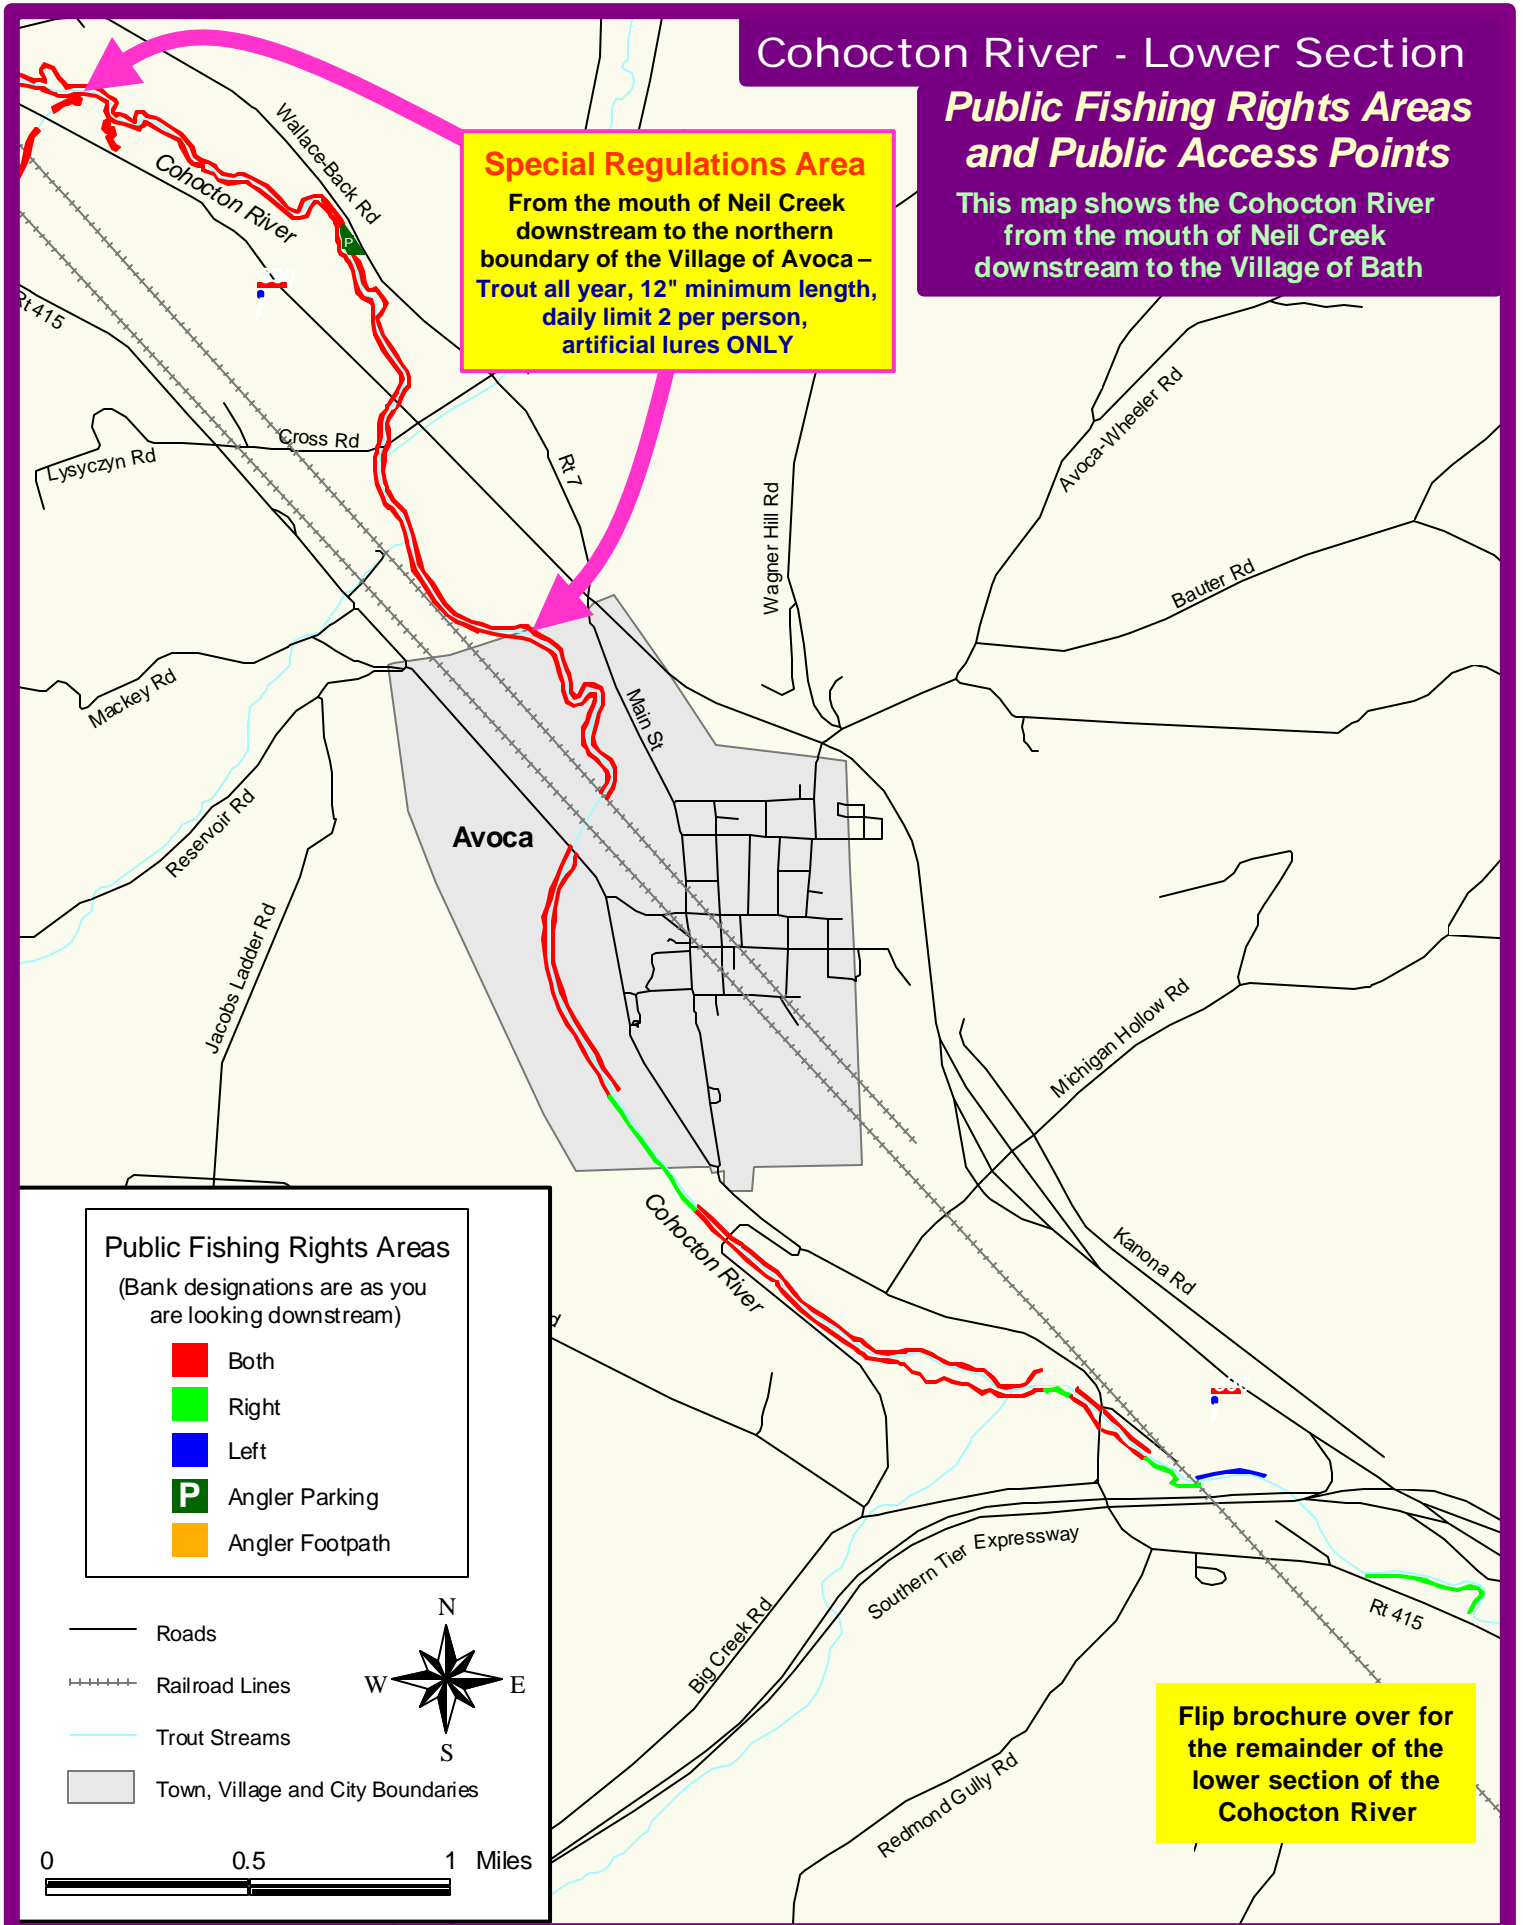 Cohocton River - Lower Section
Public Fishing Rights Areas
and Public Access Points
This map shows the Cohocton River
from the mouth of Neil Creek
downstream to the Village of Bath
Special Regulations Area
From the mouth of Neil Creek
downstream to the northern
boundary of the Village of Avoca –
Trout all year, 12" minimum length,
daily limit 2 per person,
artificial lures ONLY
Wallace-Back Rd
Cohocton River
P
Rt 415
Cross Rd
Lysyczyn Rd
Rt 7
Wagner Hill Rd
Avoca-Wheeler Rd
Bauter Rd
Mackey Rd
Main St
Reservoir Rd
Avoca
Jacobs Ladder Rd
Michigan Hollow Rd
Cohocton River
Kanona Rd
Southern Tier Expressway
Big Creek Rd
Rt 415
Redmond Gully Rd
Public Fishing Rights Areas
(Bank designations are as you
are looking downstream)
Both
Right
Left
P Angler Parking
Angler Footpath
Roads
Railroad Lines
Trout Streams
Town, Village and City Boundaries
N
W E
S
0 0.5 1 Miles
Flip brochure over for
the remainder of the
lower section of the
Cohocton River